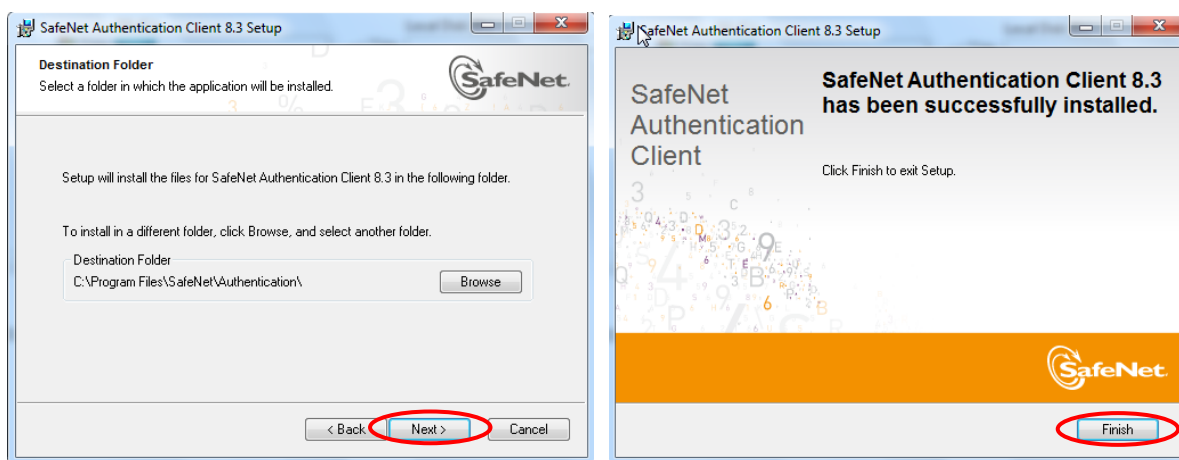 SafeNet Authentication Client 8.3 Setup
Destination Folder
Select a folder in which the application will be installed.
SafeNet.
Setup will install the files for SafeNet Authentication Client 8.3 in the following folder.
To install in a different folder, click Browse, and select another folder.
Destination Folder
C:\Program Files\SafeNet\Authentication\
Browse
< Back
Next >
Cancel
SafeNet Authentication Client 8.3 Setup
SafeNet
Authentication
Client
SafeNet Authentication Client 8.3
has been successfully installed.
Click Finish to exit Setup.
SafeNet.
Finish